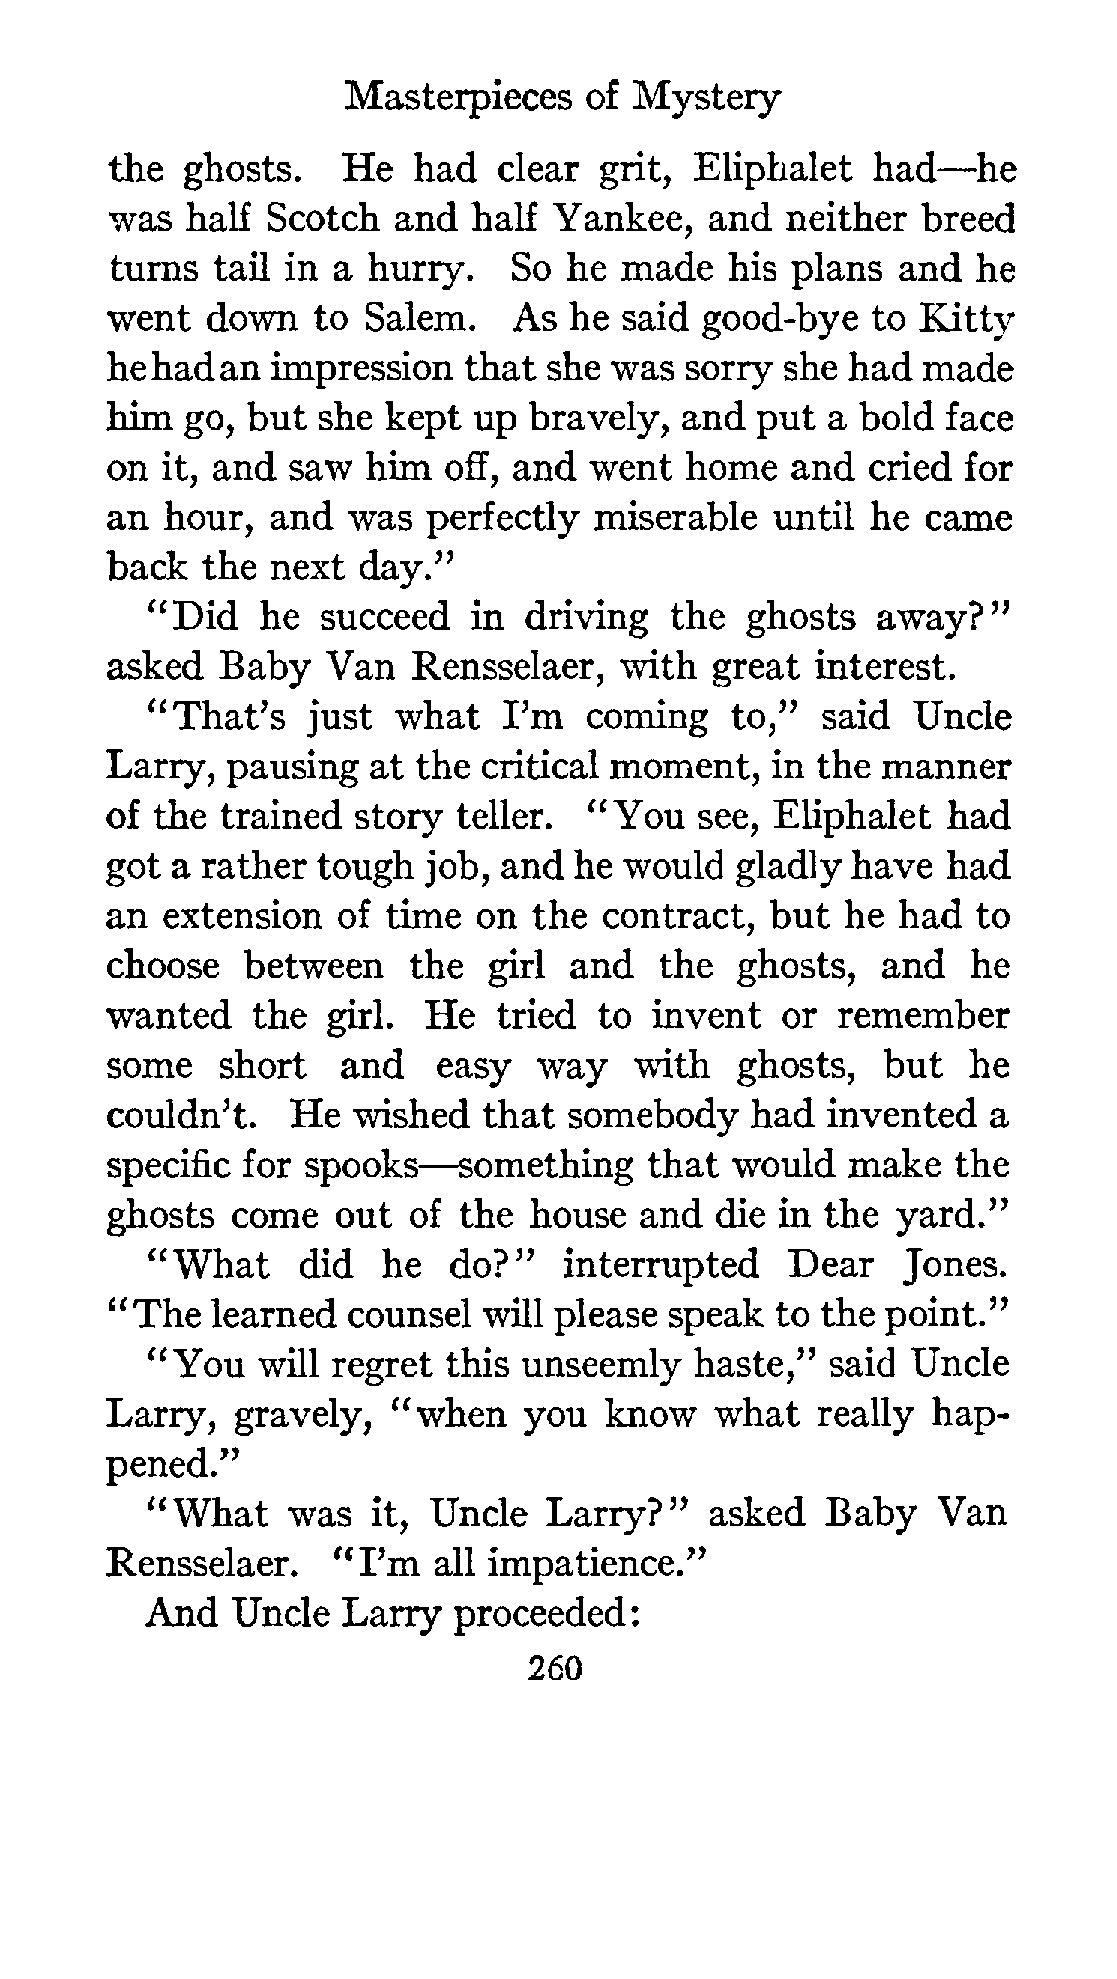 Masterpieces of Mystery
the ghosts. He had clear grit, Eliphalet had—he
was half Scotch and half Yankee, and neither breed
turns tail in a hurry. So he made his plans and he
went down to Salem. As he said good-bye to Kitty
he had an impression that she was sorry she had made
him go, but she kept up bravely, and put a bold face
on it, and saw him off, and went home and cried for
an hour, and was perfectly miserable until he came
back the next day.”
“Did he succeed in driving the ghosts away?”
asked Baby Van Rensselaer, with great interest.
“That’s just what I’m coming to,” said Uncle
Larry, pausing at the critical moment, in the manner
of the trained story teller. “You see, Eliphalet had
got a rather tough job, and he would gladly have had
an extension of time on the contract, but he had to
choose between the girl and the ghosts, and he
wanted the girl. He tried to invent or remember
some short and easy way with ghosts, but he
couldn’t. He wished that somebody had invented a
specific for spooks—something that would make the
ghosts come out of the house and die in the yard.”
“What did he do?” interrupted Dear Jones.
“The learned counsel will please speak to the point.”
“You will regret this unseemly haste,” said Uncle
Larry, gravely, “when you know what really hap-
pened.”
“What was it, Uncle Larry?” asked Baby Van
Rensselaer. “I’m all impatience.”
And Uncle Larry proceeded:
260